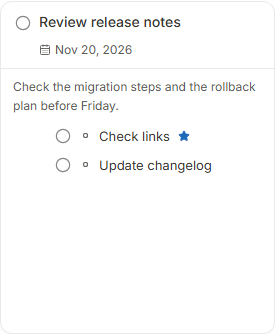 Review release notes
Nov 20, 2026
Check the migration steps and the rollback
plan before Friday.
Check links
Update changelog